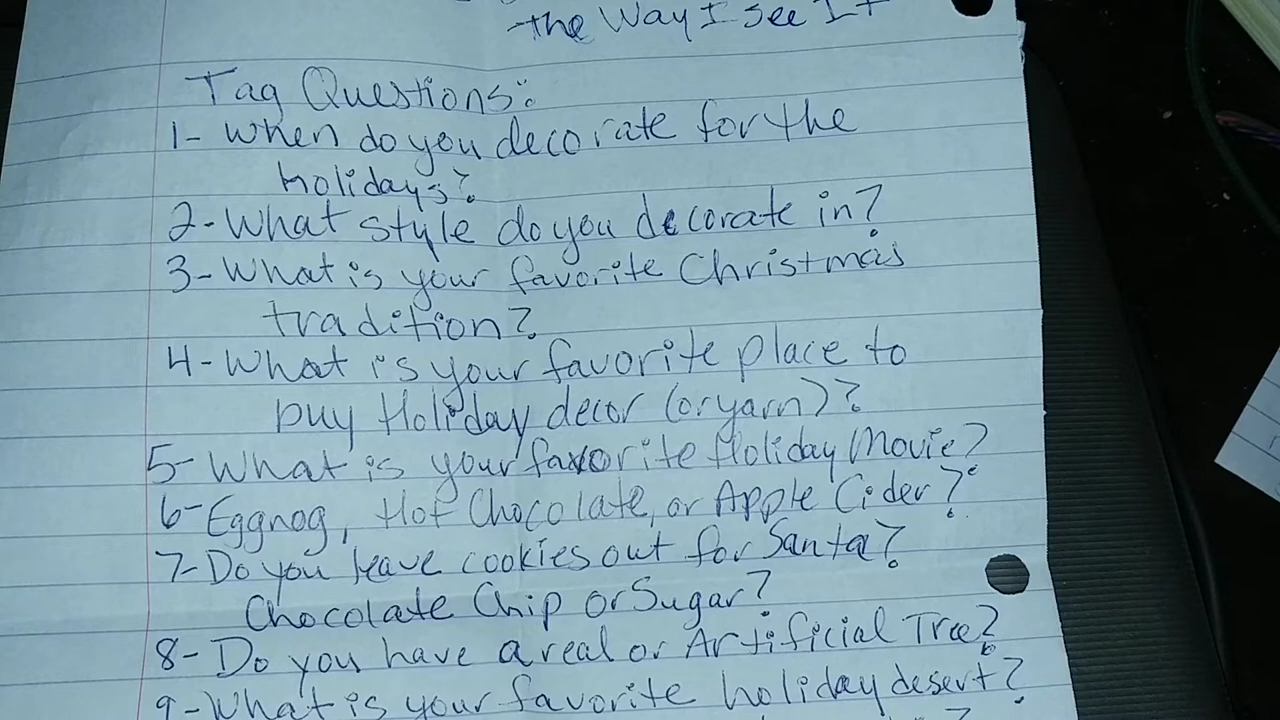 the Way I see It
Tag Questions:
1- When do you decorate for the
holidays?
2- What style do you decorate in?
3- What is your favorite Christmas
tradition?
4- What is your favorite place to
buy Holiday decor (or yarn)?
5- What is your favorite Holiday Movie?
6- Eggnog, Hot Chocolate, or Apple Cider?
7- Do you leave cookies out for Santa?
Chocolate Chip or Sugar?
8- Do you have a real or Artificial Tree?
9- What is your favorite holiday desert?